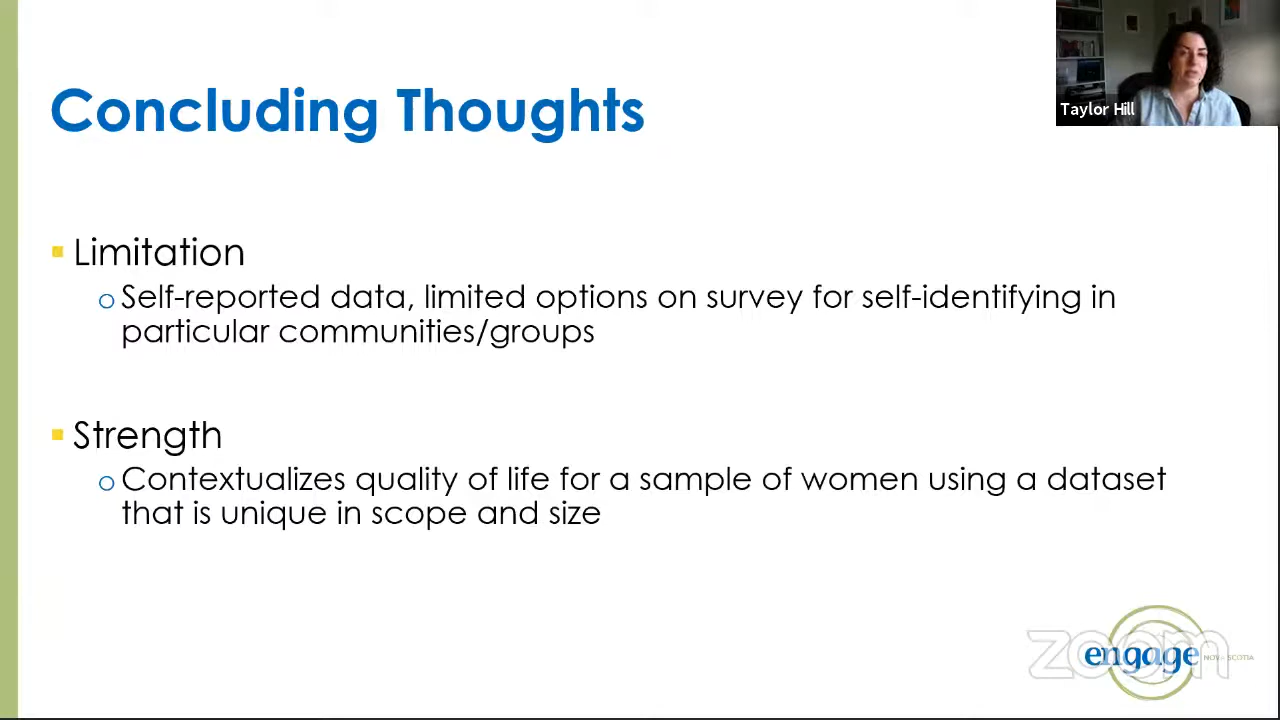 Concluding Thoughts
Taylor Hill
▪ Limitation
o Self-reported data, limited options on survey for self-identifying in
particular communities/groups
▪ Strength
o Contextualizes quality of life for a sample of women using a dataset
that is unique in scope and size
zoom
engage NOVA SCOTIA